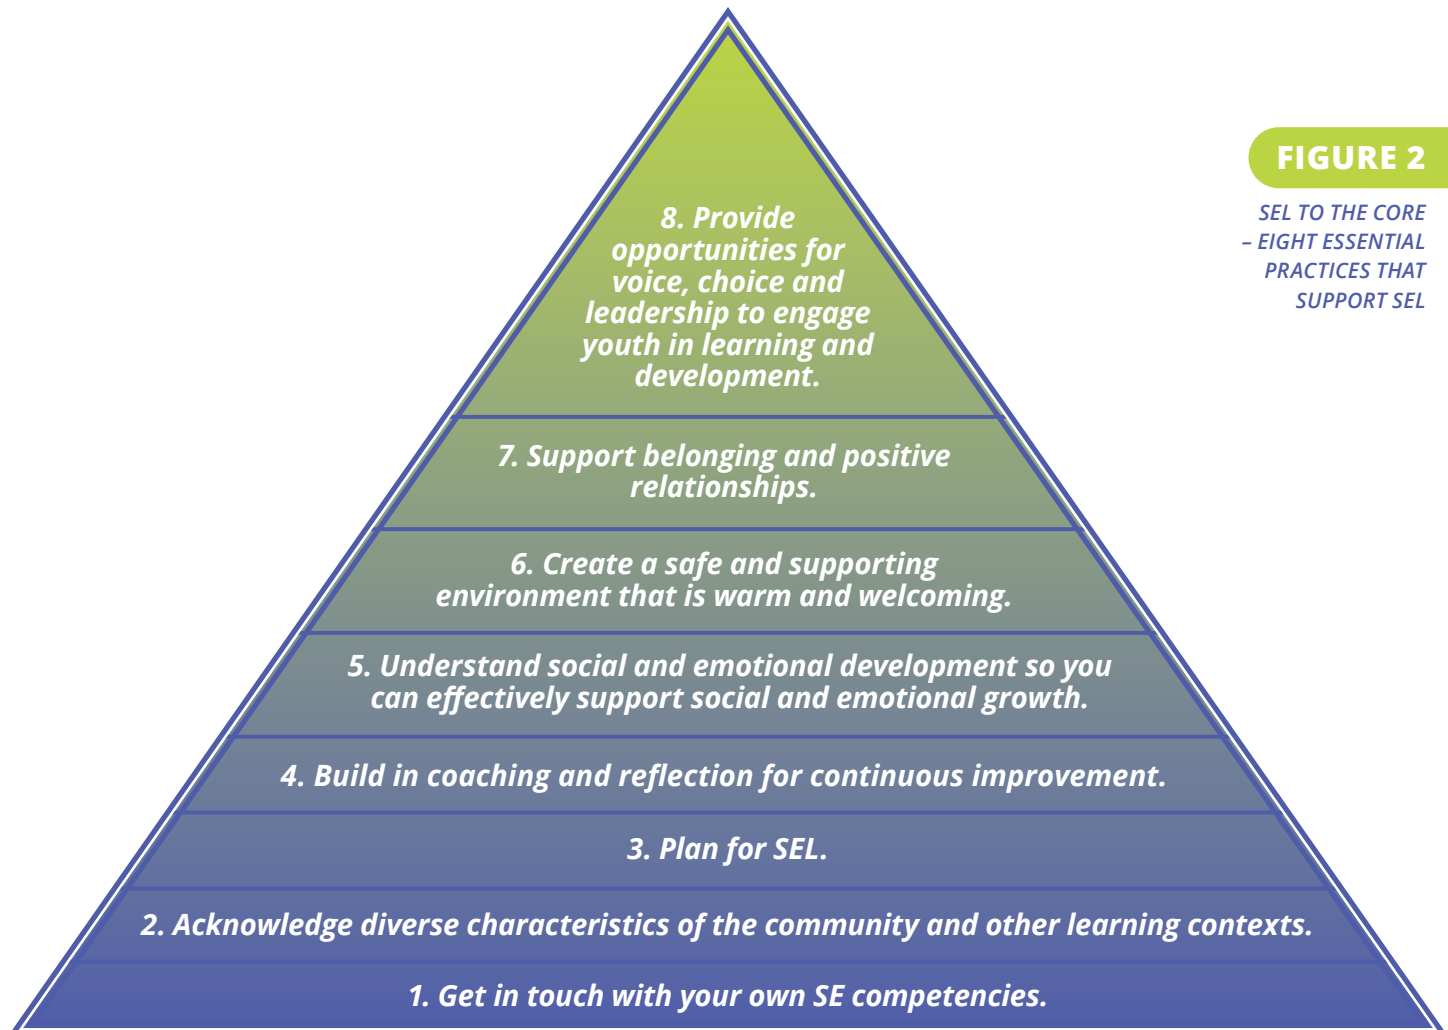 FIGURE 2
SEL TO THE CORE
– EIGHT ESSENTIAL
PRACTICES THAT
SUPPORT SEL
8. Provide
opportunities for
voice, choice and
leadership to engage
youth in learning and
development.
7. Support belonging and positive
relationships.
6. Create a safe and supporting
environment that is warm and welcoming.
5. Understand social and emotional development so you
can effectively support social and emotional growth.
4. Build in coaching and reflection for continuous improvement.
3. Plan for SEL.
2. Acknowledge diverse characteristics of the community and other learning contexts.
1. Get in touch with your own SE competencies.